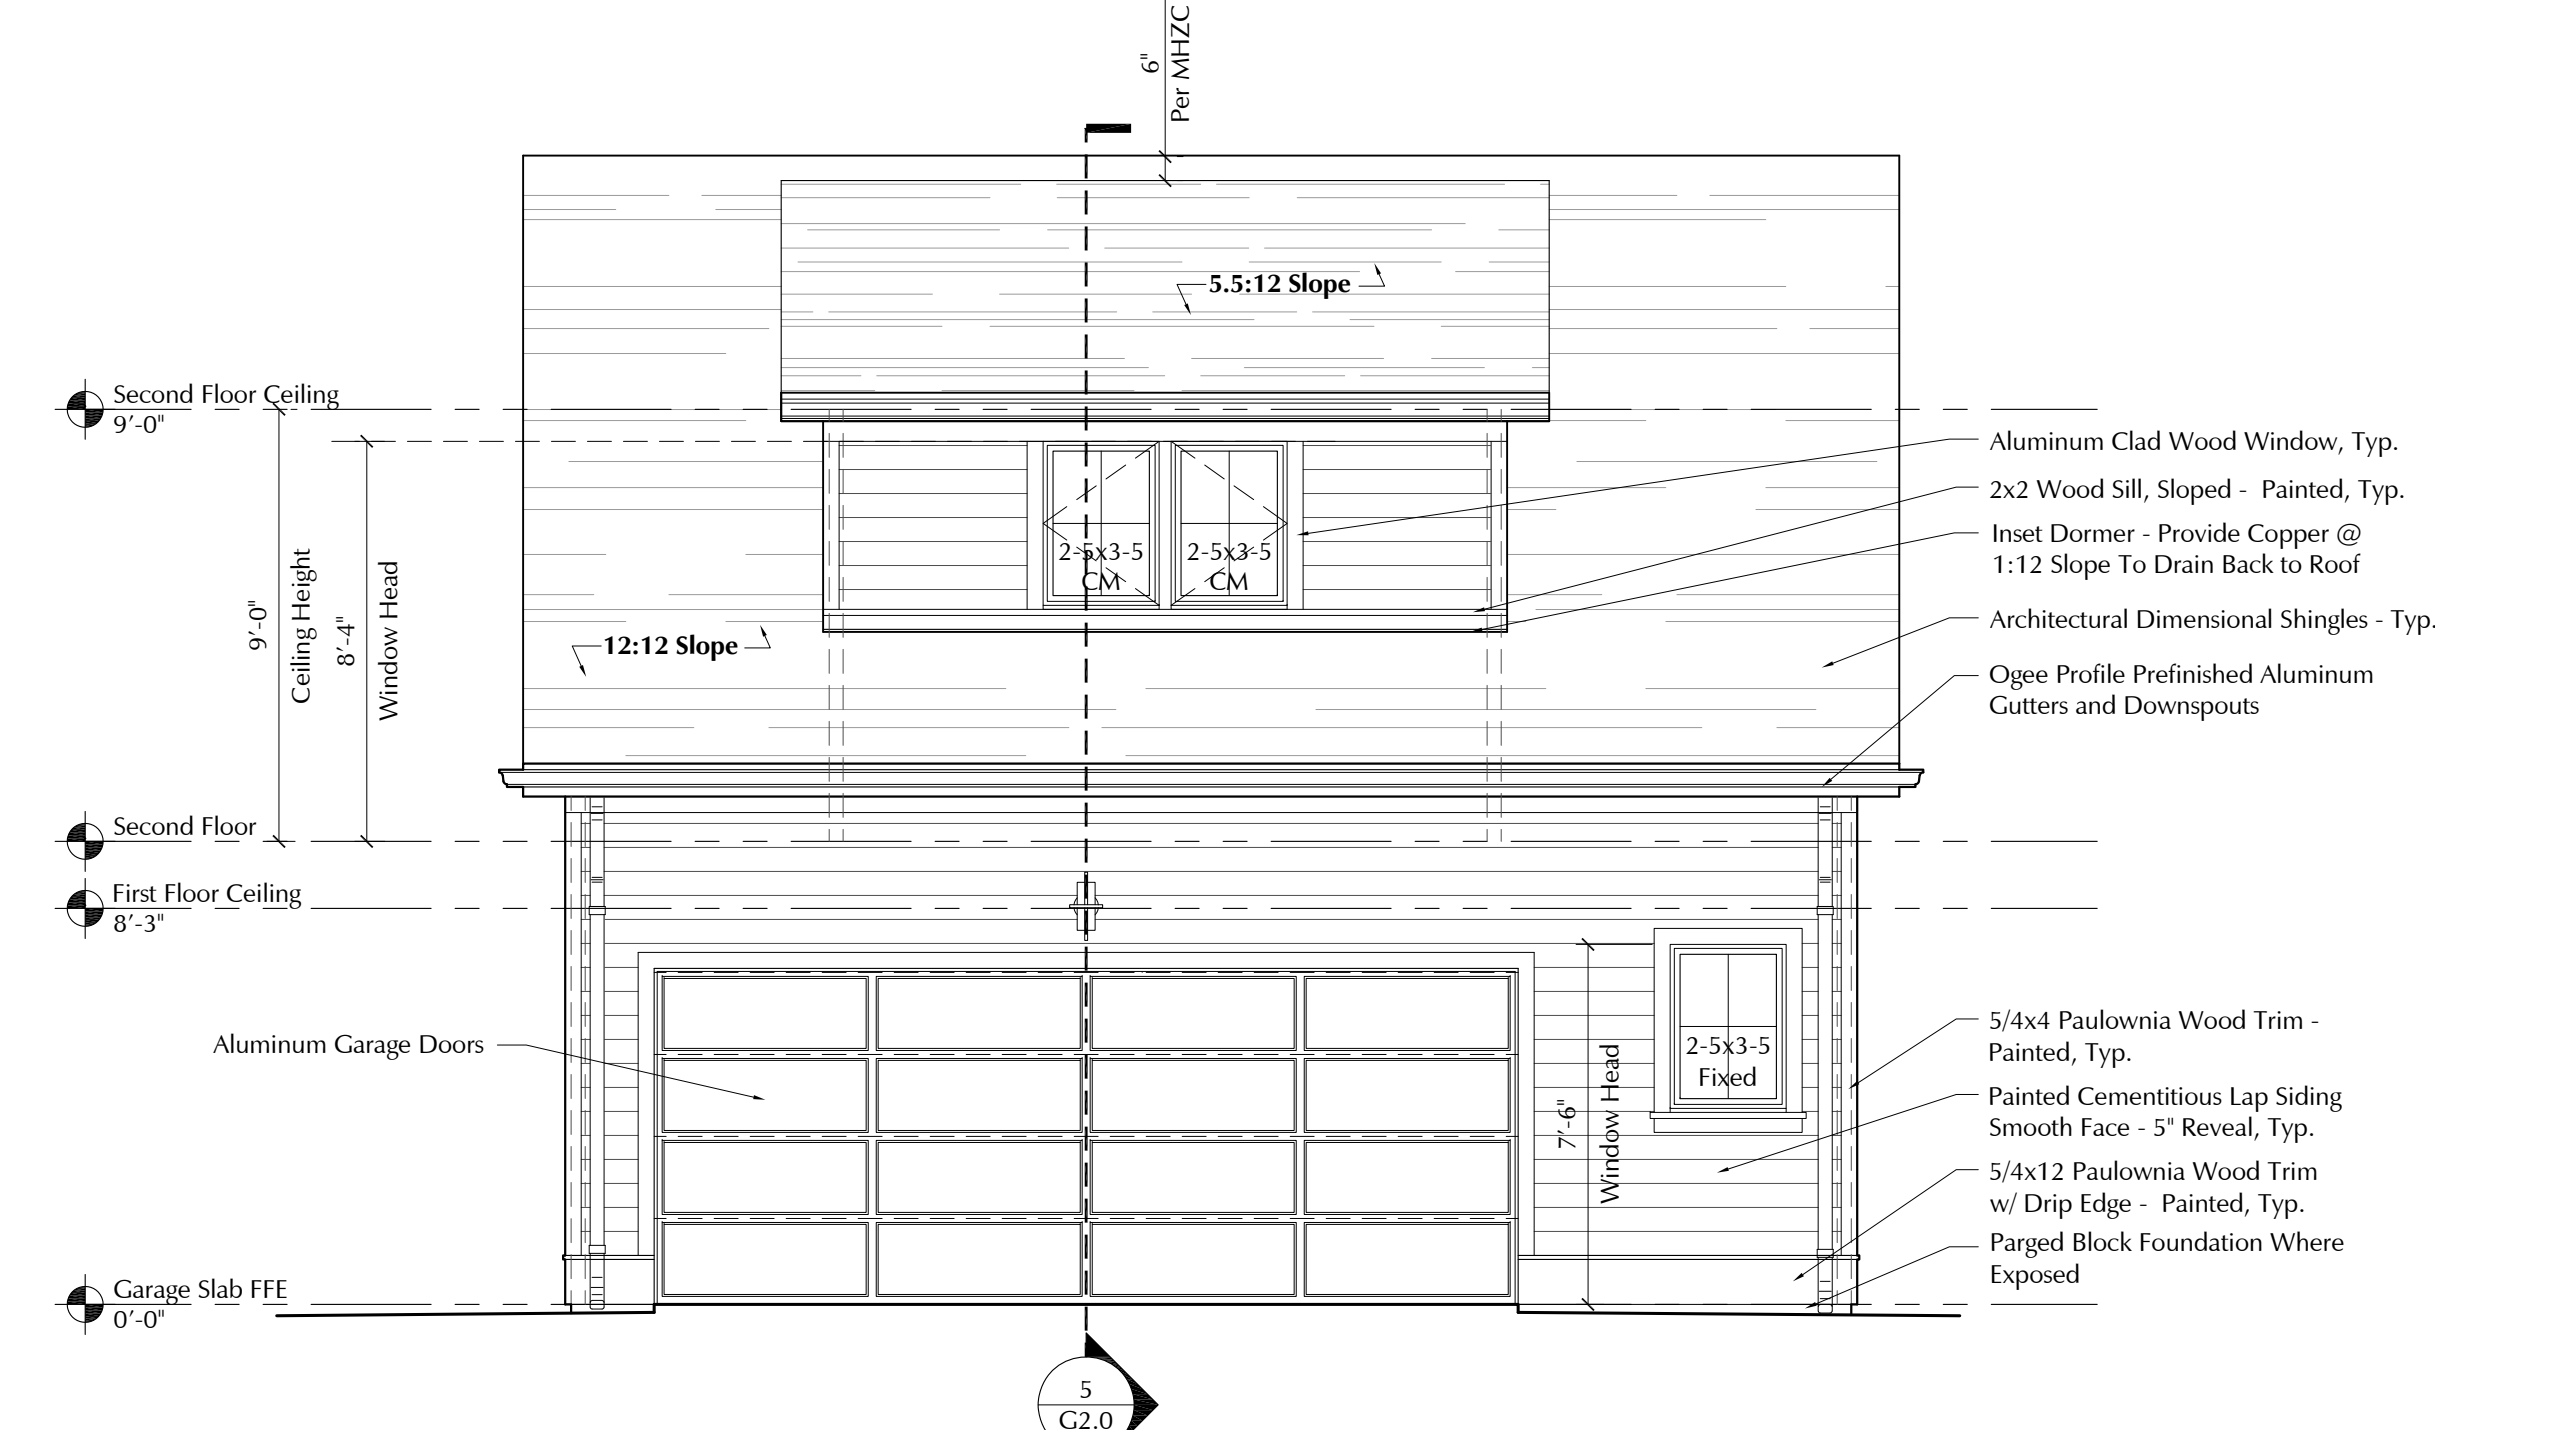 6"
Per MHZC
5.5:12 Slope
Second Floor Ceiling
9'-0"
Aluminum Clad Wood Window, Typ.
2x2 Wood Sill, Sloped -  Painted, Typ.
Inset Dormer - Provide Copper @
1:12 Slope To Drain Back to Roof
2-5x3-5
CM
2-5x3-5
CM
9'-0"
Ceiling Height
8'-4"
Window Head
12:12 Slope
Architectural Dimensional Shingles - Typ.
Ogee Profile Prefinished Aluminum
Gutters and Downspouts
Second Floor
First Floor Ceiling
8'-3"
Aluminum Garage Doors
7'-6"
Window Head
2-5x3-5
Fixed
5/4x4 Paulownia Wood Trim -
Painted, Typ.
Painted Cementitious Lap Siding
Smooth Face - 5" Reveal, Typ.
5/4x12 Paulownia Wood Trim
w/ Drip Edge -  Painted, Typ.
Parged Block Foundation Where
Exposed
Garage Slab FFE
0'-0"
5
G2.0